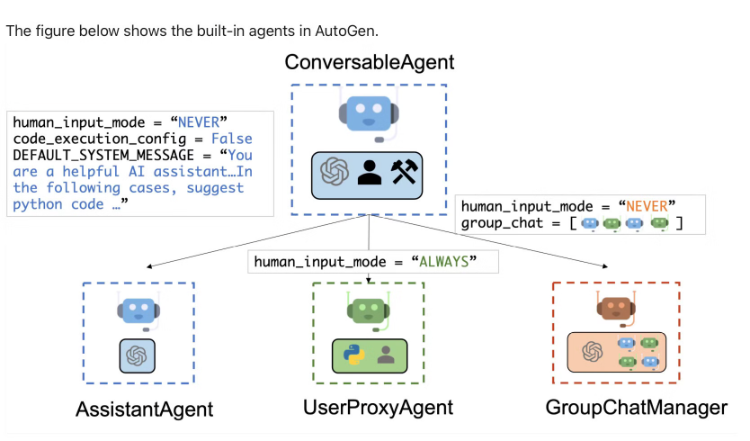 The figure below shows the built-in agents in AutoGen.
ConversableAgent
human_input_mode = “NEVER”
code_execution_config = False
DEFAULT_SYSTEM_MESSAGE = “You
are a helpful AI assistant…In
the following cases, suggest
python code …”
human_input_mode = “NEVER”
group_chat = [ ]
human_input_mode = “ALWAYS”
AssistantAgent
UserProxyAgent
GroupChatManager